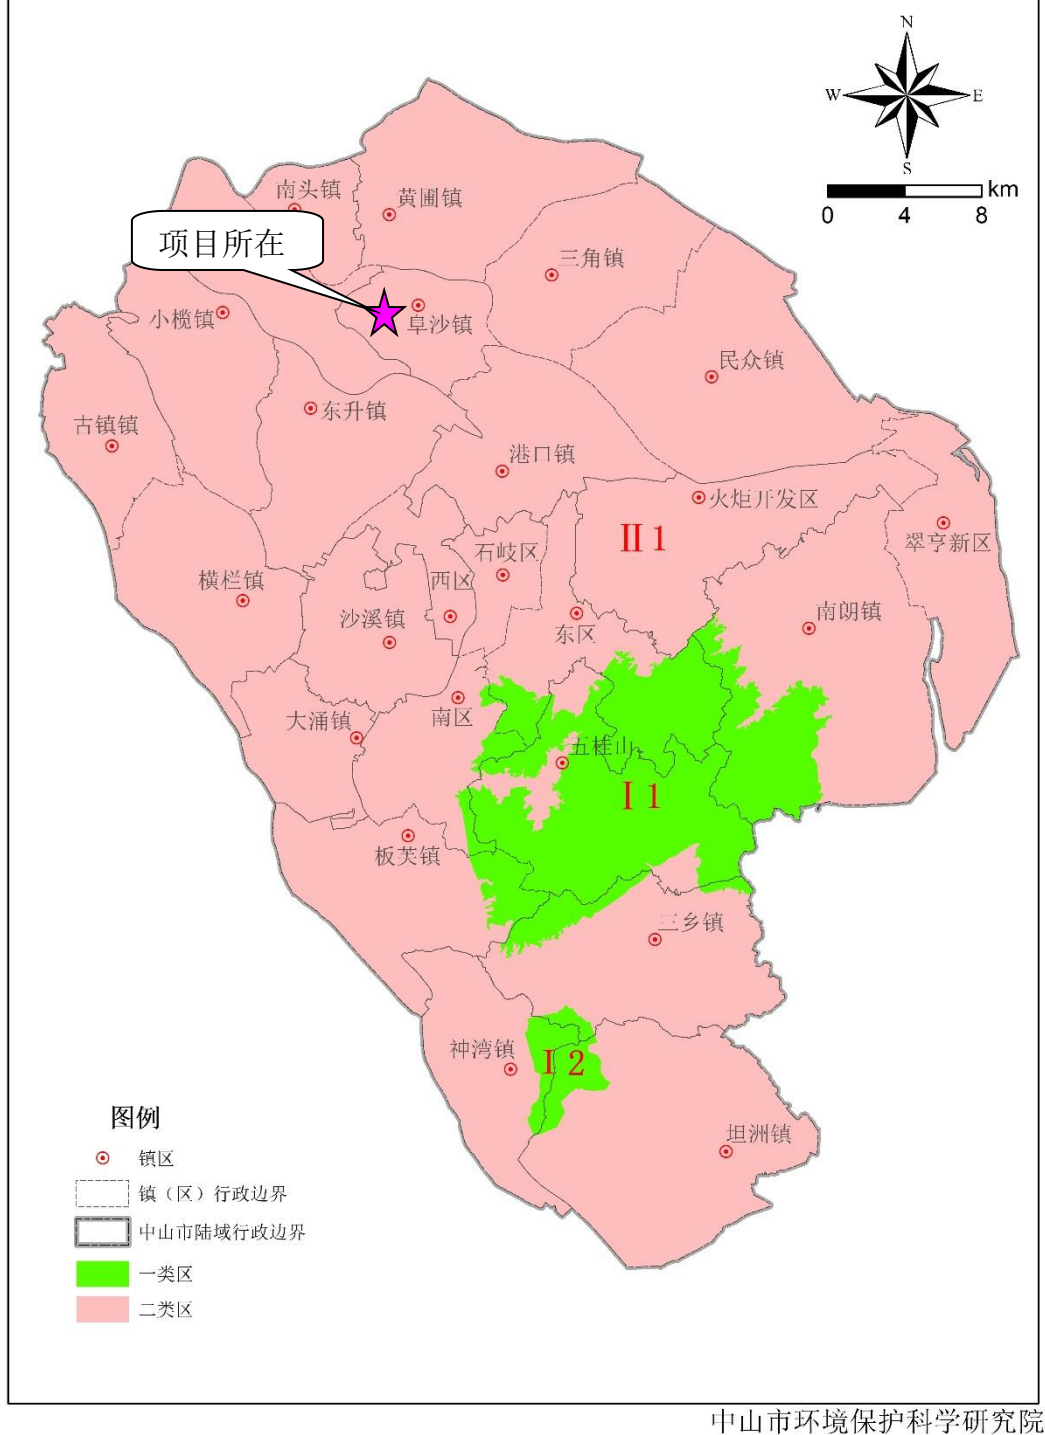 N
W
E
S
km
0 4 8
南头镇
黄圃镇
项目所在
三角镇
小榄镇
阜沙镇
民众镇
东升镇
古镇镇
港口镇
火炬开发区
II 1
翠亨新区
石岐区
西区
横栏镇
沙溪镇
东区
南朗镇
大涌镇
南区
五桂山
I 1
板芙镇
三乡镇
神湾镇
I 2
坦洲镇
图例
镇区
镇（区）行政边界
中山市陆域行政边界
一类区
二类区
中山市环境保护科学研究院